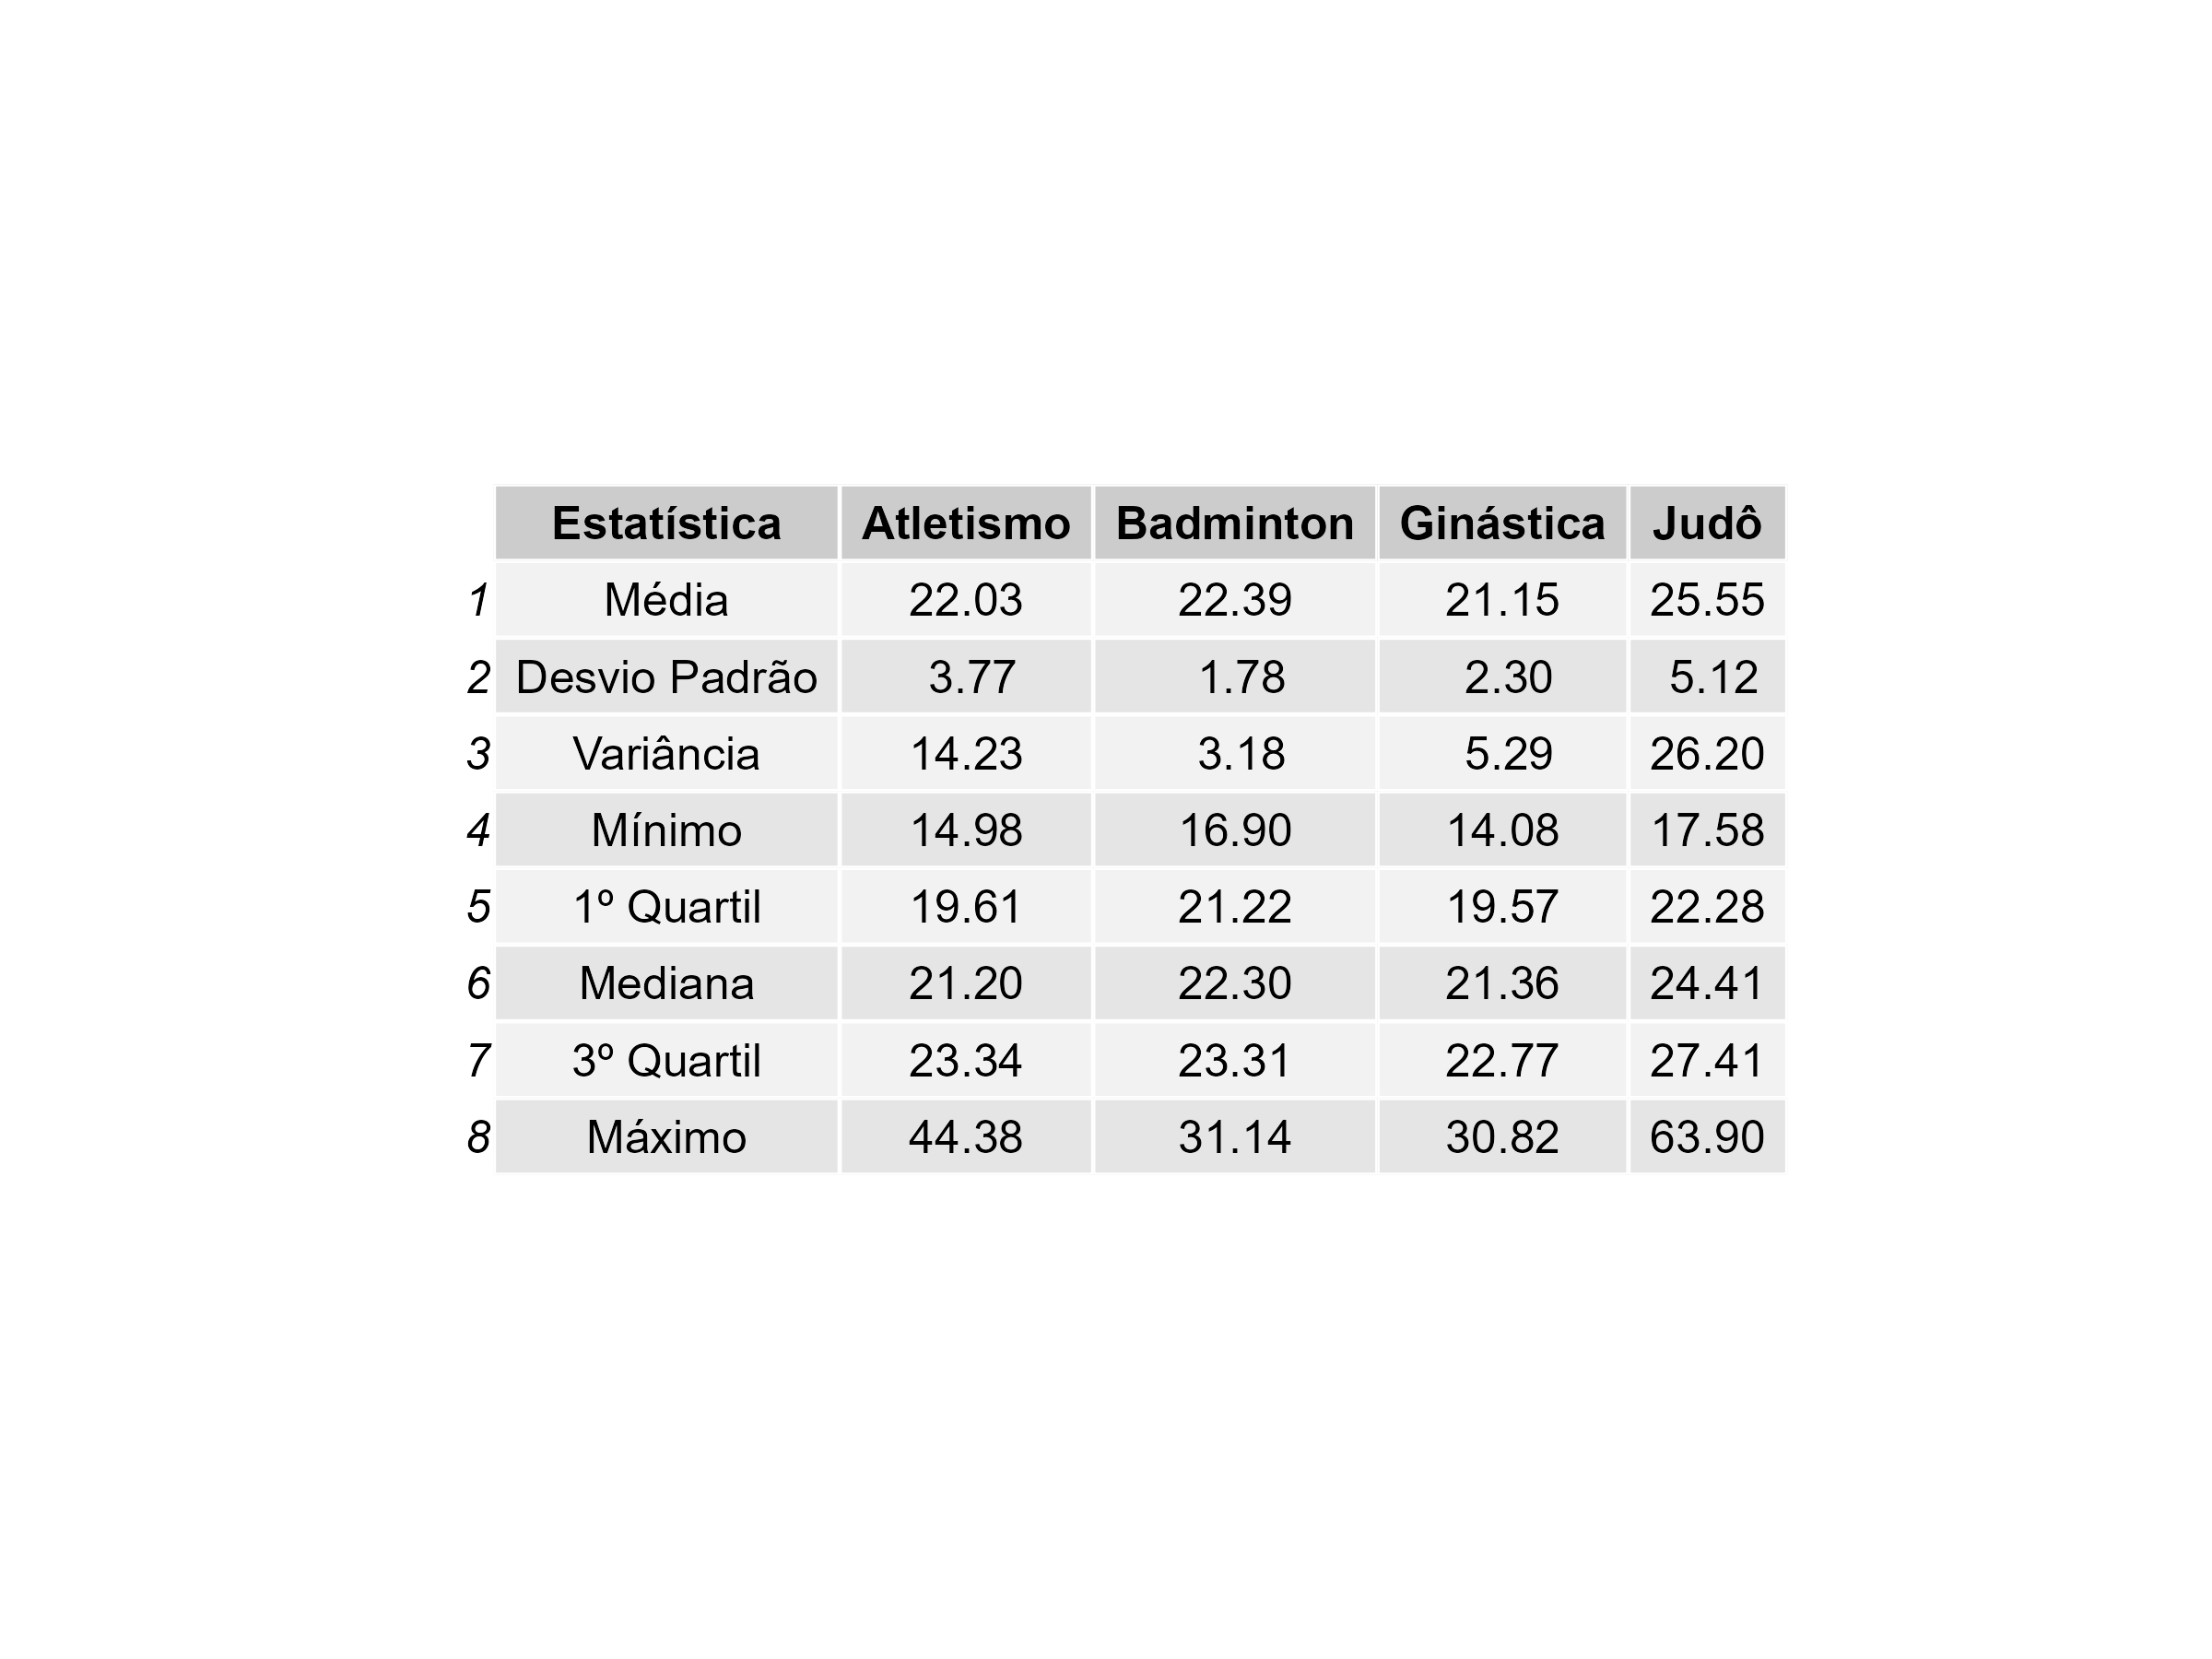 Estatística Atletismo Badminton Ginástica Judô
1 Média 22.03 22.39 21.15 25.55
2 Desvio Padrão 3.77 1.78 2.30 5.12
3 Variância 14.23 3.18 5.29 26.20
4 Mínimo 14.98 16.90 14.08 17.58
5 1º Quartil 19.61 21.22 19.57 22.28
6 Mediana 21.20 22.30 21.36 24.41
7 3º Quartil 23.34 23.31 22.77 27.41
8 Máximo 44.38 31.14 30.82 63.90